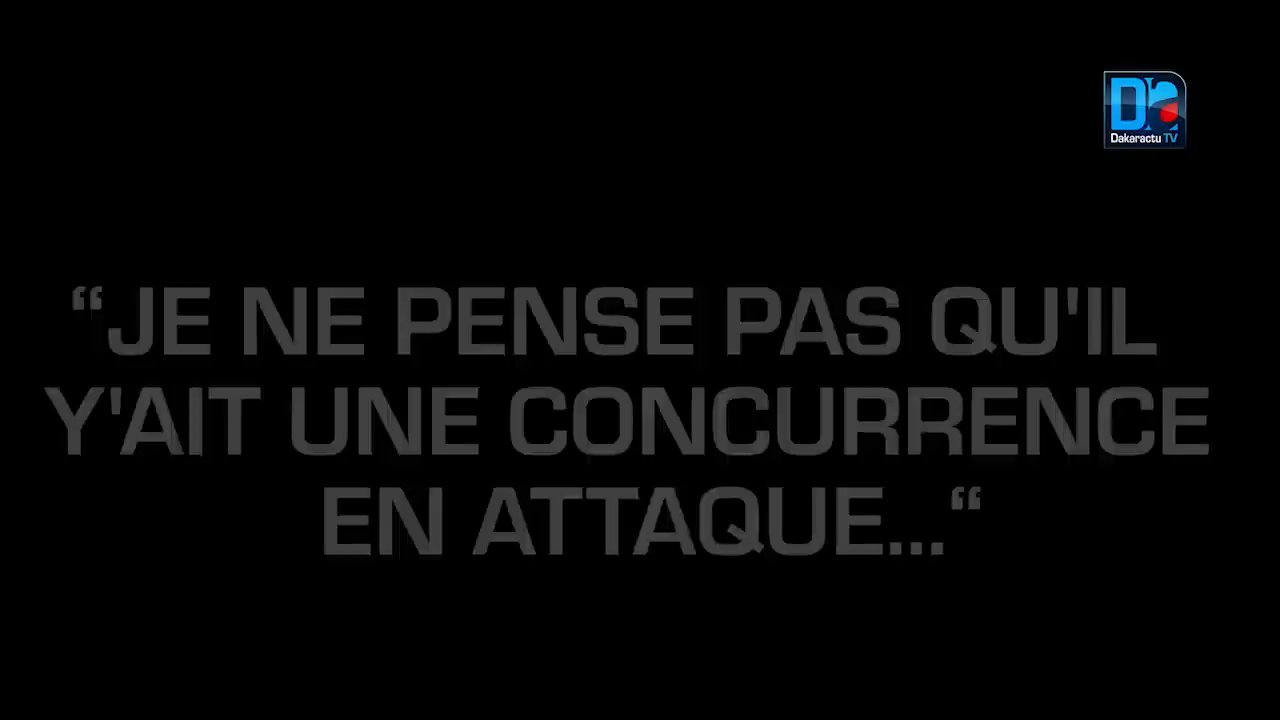 Dakaractu TV
“JE NE PENSE PAS QU'IL
Y'AIT UNE CONCURRENCE
EN ATTAQUE...“